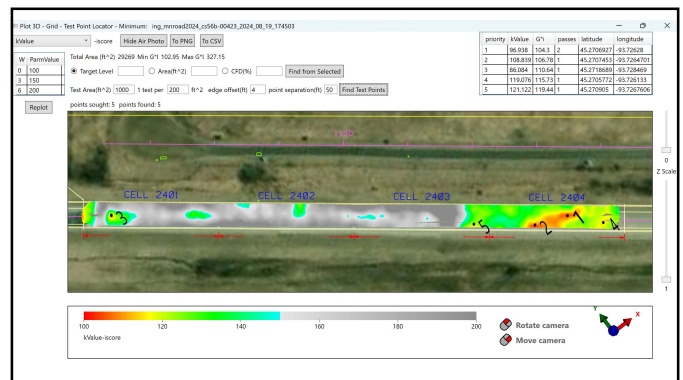 Plot 3D - Grid - Test Point Locator - Minimum: ing_mnroad2024_cs56b-00423_2024_08_19_174503
kValue -iscore Hide Air Photo To PNG To CSV
W ParmValue
0 100
3 150
6 200
Replot
Total Area (ft^2) 29269 Min G*I 102.95 Max G*I 327.15
Target Level Area(ft^2) CFD(%) Find from Selected
Test Area(ft^2) 1000 1 test per 200 ft^2 edge offset(ft) 4 point separation(ft) 50 Find Test Points
points sought: 5 points found: 5
priority kValue G*i passes latitude longitude
1 96.938 104.3 2 45.2706927 -93.72628
2 108.839 106.78 1 45.2707453 -93.7264701
3 86.084 110.64 1 45.2718689 -93.728469
4 119.076 115.73 1 45.2705775 -93.726133
5 121.122 119.44 1 45.270905 -93.7267606
CELL 2401 CELL 2402 CELL 2403 CELL 2404
3 5 2 1 4
0
Z Scale
1
100 120 140 160 180 200
kValue-iscore
Rotate camera
Move camera
Y X